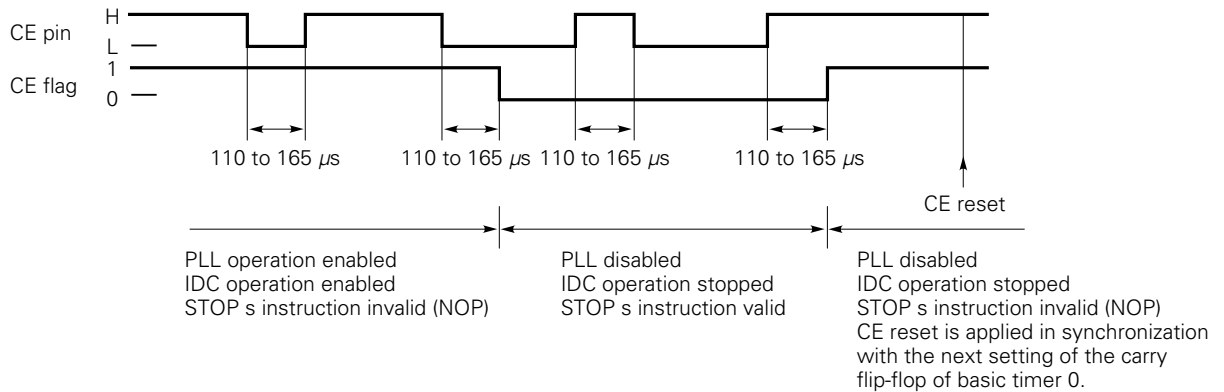 H
CE pin
L
1
CE flag
0
110 to 165 µs
110 to 165 µs
110 to 165 µs
110 to 165 µs
CE reset
PLL operation enabled
IDC operation enabled
STOP s instruction invalid (NOP)
PLL disabled
IDC operation stopped
STOP s instruction valid
PLL disabled
IDC operation stopped
STOP s instruction invalid (NOP)
CE reset is applied in synchronization
with the next setting of the carry
flip-flop of basic timer 0.